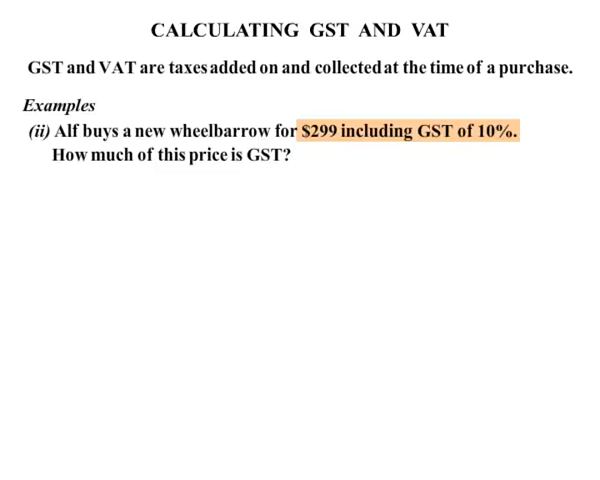 CALCULATING GST AND VAT
GST and VAT are taxes added on and collected at the time of a purchase.
Examples
(ii) Alf buys a new wheelbarrow for $299 including GST of 10%.
How much of this price is GST?